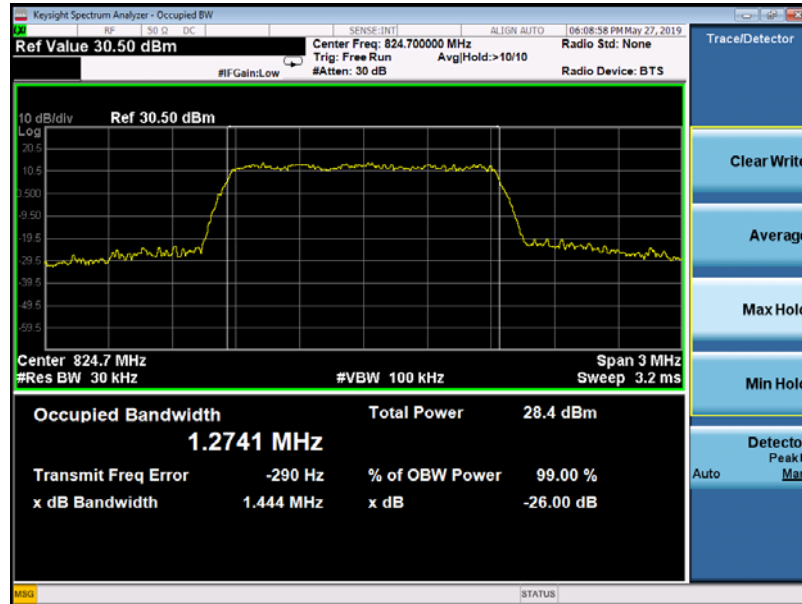 Keysight Spectrum Analyzer - Occupied BW
LXI RF 50 Ω DC SENSE:INT ALIGN AUTO 06:08:58 PM May 27, 2019
Ref Value 30.50 dBm Center Freq: 824.700000 MHz Radio Std: None Trace/Detector
Trig: Free Run Avg|Hold:>10/10
#IFGain:Low #Atten: 30 dB Radio Device: BTS
10 dB/div Ref 30.50 dBm
Log
20.5
10.5
0.500
-9.50
-19.5
-29.5
-39.5
-49.5
-59.5
Center 824.7 MHz Span 3 MHz
#Res BW 30 kHz #VBW 100 kHz Sweep 3.2 ms
Occupied Bandwidth Total Power 28.4 dBm
1.2741 MHz
Transmit Freq Error -290 Hz % of OBW Power 99.00 %
x dB Bandwidth 1.444 MHz x dB -26.00 dB
MSG STATUS
Clear Write
Average
Max Hold
Min Hold
Detector
Peak
Auto Man